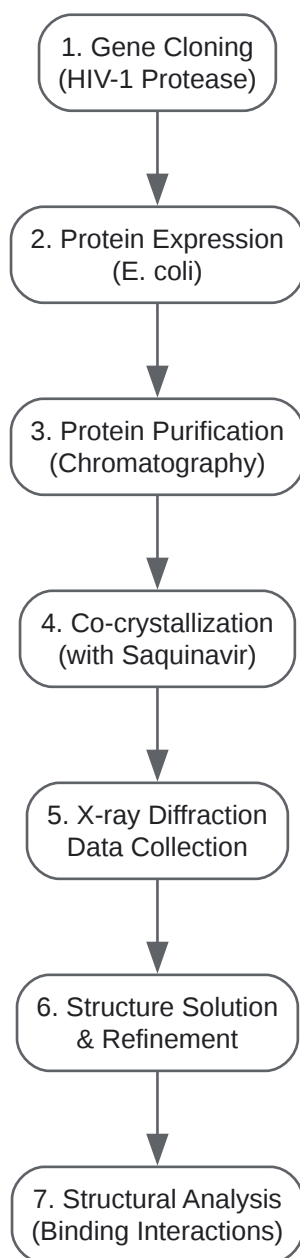 1. Gene Cloning
(HIV-1 Protease)
2. Protein Expression
(E. coli)
3. Protein Purification
(Chromatography)
4. Co-crystallization
(with Saquinavir)
5. X-ray Diffraction
Data Collection
6. Structure Solution
& Refinement
7. Structural Analysis
(Binding Interactions)